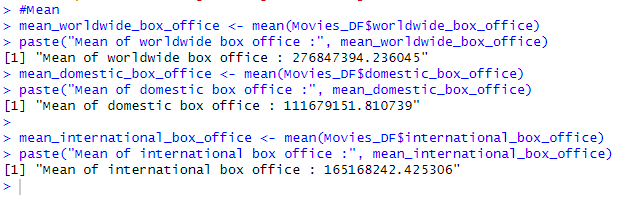 > #Mean
> mean_worldwide_box_office <- mean(Movies_DF$worldwide_box_office)
> paste("Mean of worldwide box office :", mean_worldwide_box_office)
[1] "Mean of worldwide box office : 276847394.236045"
> mean_domestic_box_office <- mean(Movies_DF$domestic_box_office)
> paste("Mean of domestic box office :", mean_domestic_box_office)
[1] "Mean of domestic box office : 111679151.810739"
>
> mean_international_box_office <- mean(Movies_DF$international_box_office)
> paste("Mean of international box office :", mean_international_box_office)
[1] "Mean of international box office : 165168242.425306"
>